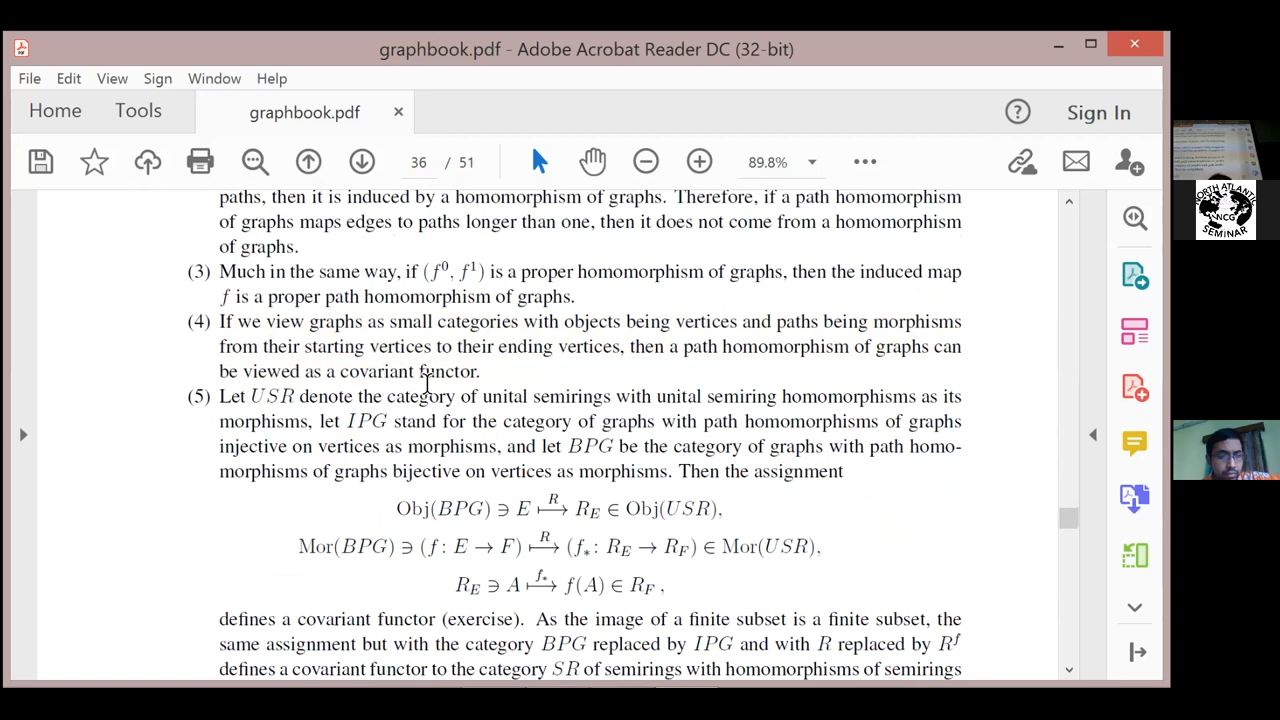 graphbook.pdf - Adobe Acrobat Reader DC (32-bit)
File Edit View Sign Window Help
Home Tools graphbook.pdf × Sign In
36 / 51 89.8%
paths, then it is induced by a homomorphism of graphs. Therefore, if a path homomorphism
of graphs maps edges to paths longer than one, then it does not come from a homomorphism
of graphs.
(3) Much in the same way, if (f⁰, f¹) is a proper homomorphism of graphs, then the induced map
f is a proper path homomorphism of graphs.
(4) If we view graphs as small categories with objects being vertices and paths being morphisms
from their starting vertices to their ending vertices, then a path homomorphism of graphs can
be viewed as a covariant functor.
(5) Let USR denote the category of unital semirings with unital semiring homomorphisms as its
morphisms, let IPG stand for the category of graphs with path homomorphisms of graphs
injective on vertices as morphisms, and let BPG be the category of graphs with path homo-
morphisms of graphs bijective on vertices as morphisms. Then the assignment
Obj(BPG) ∋ E ⟼ᴿ R_E ∈ Obj(USR),
Mor(BPG) ∋ (f : E → F) ⟼ᴿ (f_* : R_E → R_F) ∈ Mor(USR),
R_E ∋ A ⟼^{f_*} f(A) ∈ R_F ,
defines a covariant functor (exercise). As the image of a finite subset is a finite subset, the
same assignment but with the category BPG replaced by IPG and with R replaced by R^f
defines a covariant functor to the category SR of semirings with homomorphisms of semirings
NORTH ATLANTIC
NCG
SEMINAR